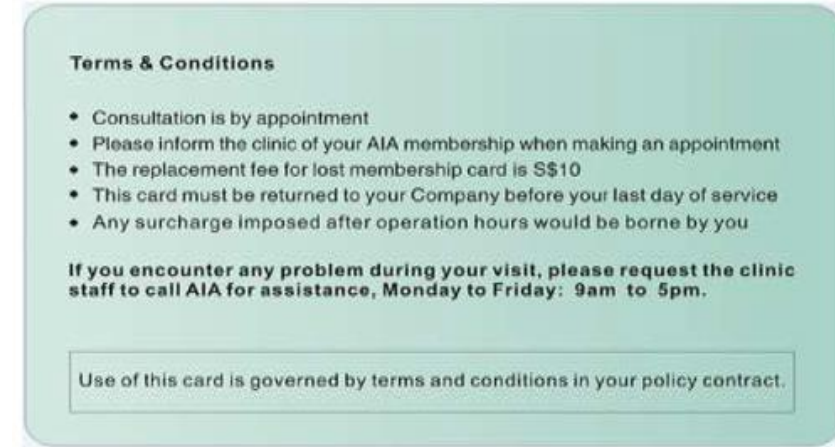 Terms & Conditions
• Consultation is by appointment
• Please inform the clinic of your AIA membership when making an appointment
• The replacement fee for lost membership card is S$10
• This card must be returned to your Company before your last day of service
• Any surcharge imposed after operation hours would be borne by you
If you encounter any problem during your visit, please request the clinic
staff to call AIA for assistance, Monday to Friday: 9am to 5pm.
Use of this card is governed by terms and conditions in your policy contract.